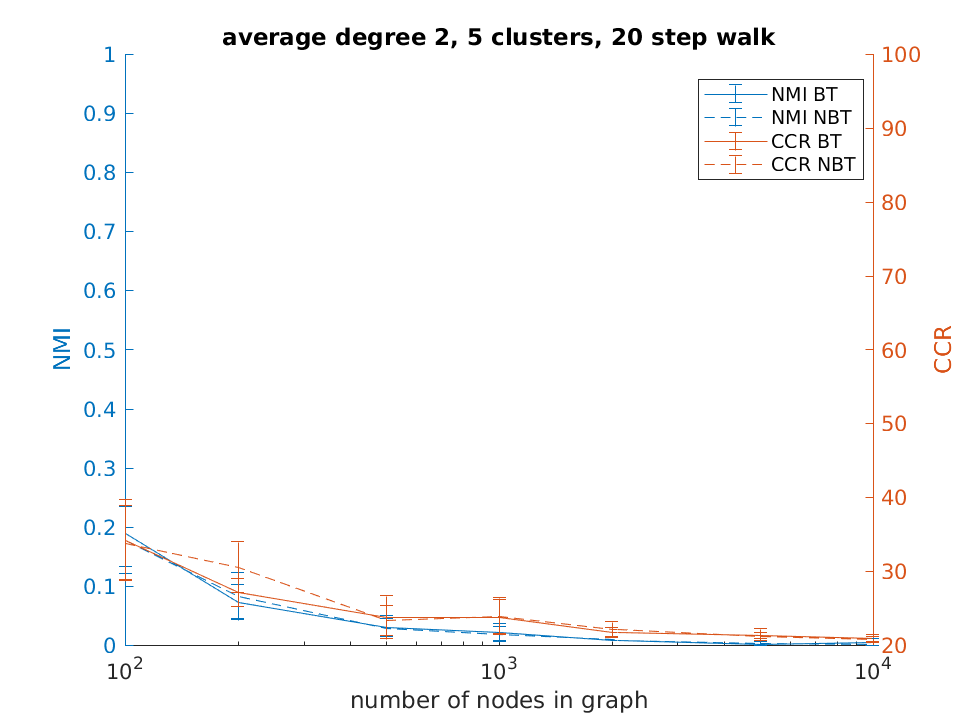 average degree 2, 5 clusters, 20 step walk
1
0.9
0.8
0.7
0.6
0.5
0.4
0.3
0.2
0.1
0
NMI
100
90
80
70
60
50
40
30
20
CCR
NMI BT
NMI NBT
CCR BT
CCR NBT
10^2
10^3
10^4
number of nodes in graph